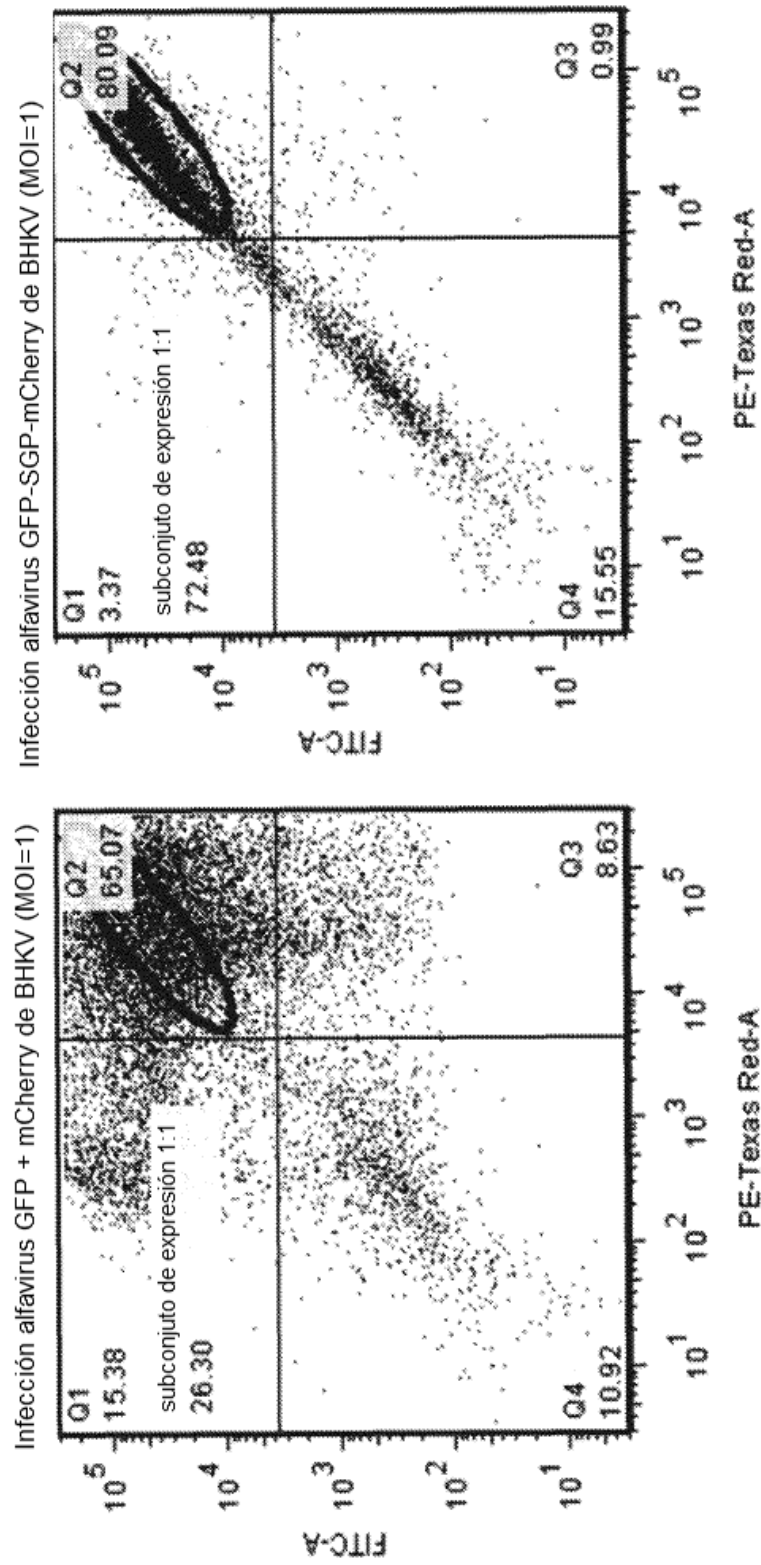 Infección alfavirus GFP + mCherry de BHKV (MOI=1)
Q1
15.38
Q2
65.07
subconjuto de expresión 1:1
26.30
Q4
10.92
Q3
8.63
FITC-A
10^5
10^4
10^3
10^2
10^1
10^1
10^2
10^3
10^4
10^5
PE-Texas Red-A
Infección alfavirus GFP-SGP-mCherry de BHKV (MOI=1)
Q1
3.37
Q2
80.09
subconjuto de expresión 1:1
72.48
Q4
15.55
Q3
0.99
FITC-A
10^5
10^4
10^3
10^2
10^1
10^1
10^2
10^3
10^4
10^5
PE-Texas Red-A